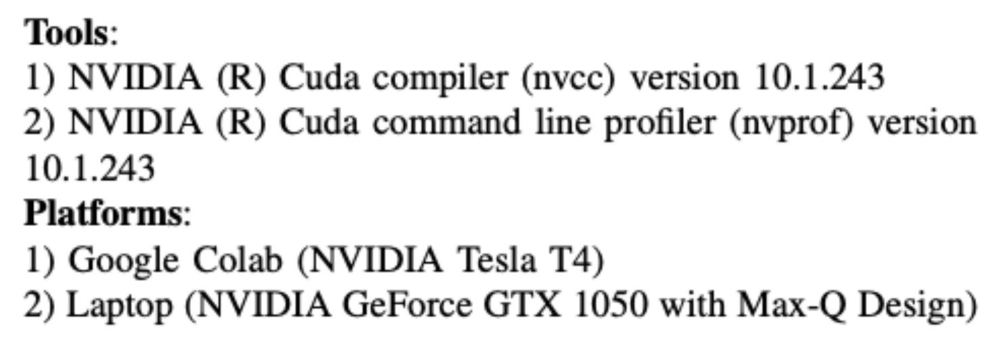 Tools:
1) NVIDIA (R) Cuda compiler (nvcc) version 10.1.243
2) NVIDIA (R) Cuda command line profiler (nvprof) version
10.1.243
Platforms:
1) Google Colab (NVIDIA Tesla T4)
2) Laptop (NVIDIA GeForce GTX 1050 with Max-Q Design)